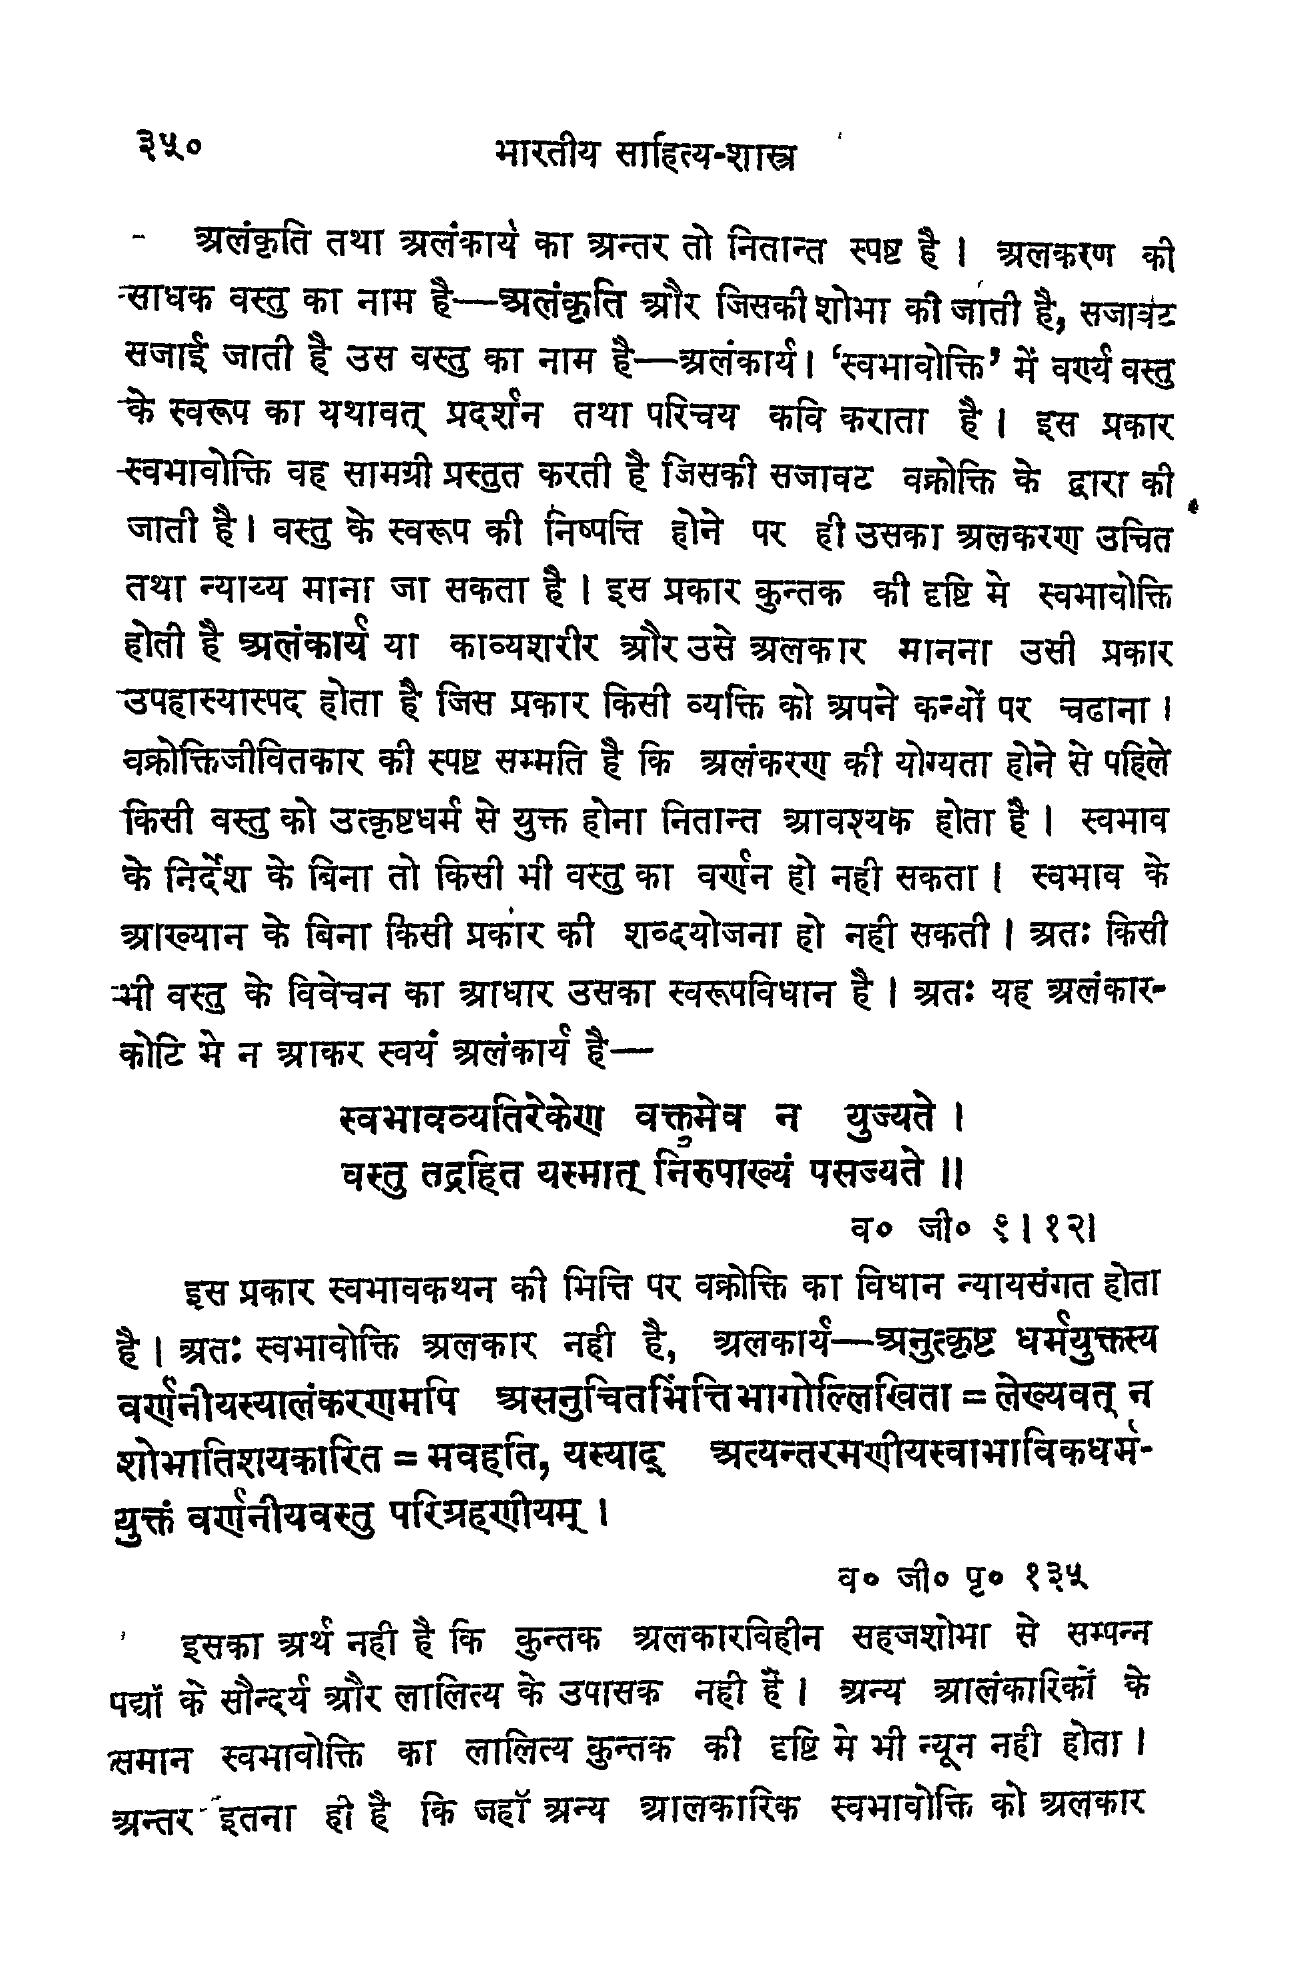 ३५० भारतीय साहित्य-शास्त्र
अलंकृति तथा अलंकार्य का अन्तर तो नितान्त स्पष्ट है । अलकरण की
साधक वस्तु का नाम है—अलंकृति और जिसकी शोभा की जाती है, सजावट
सजाई जाती है उस वस्तु का नाम है—अलंकार्य। ‘स्वभावोक्ति’ में वर्ण्य वस्तु
के स्वरूप का यथावत् प्रदर्शन तथा परिचय कवि कराता है । इस प्रकार
स्वभावोक्ति वह सामग्री प्रस्तुत करती है जिसकी सजावट वक्रोक्ति के द्वारा की
जाती है । वस्तु के स्वरूप की निष्पत्ति होने पर ही उसका अलकरण उचित
तथा न्याय्य माना जा सकता है । इस प्रकार कुन्तक की दृष्टि मे स्वभावोक्ति
होती है अलंकार्य या काव्यशरीर और उसे अलकार मानना उसी प्रकार
उपहास्यास्पद होता है जिस प्रकार किसी व्यक्ति को अपने कन्धों पर चढाना ।
वक्रोक्तिजीवितकार की स्पष्ट सम्मति है कि अलंकरण की योग्यता होने से पहिले
किसी वस्तु को उत्कृष्टधर्म से युक्त होना नितान्त आवश्यक होता है । स्वभाव
के निर्देश के बिना तो किसी भी वस्तु का वर्णन हो नही सकता । स्वभाव के
आख्यान के बिना किसी प्रकार की शब्दयोजना हो नही सकती । अतः किसी
भी वस्तु के विवेचन का आधार उसका स्वरूपविधान है । अतः यह अलंकार-
कोटि मे न आकर स्वयं अलंकार्य है—
स्वभावव्यतिरेकेण वक्तुमेव न युज्यते ।
वस्तु तद्रहित यस्मात् निरुपाख्यं पसज्यते ॥
व० जी० १।१२।
इस प्रकार स्वभावकथन की भित्ति पर वक्रोक्ति का विधान न्यायसंगत होता
है । अतः स्वभावोक्ति अलकार नही है, अलकार्य—अनुत्कृष्ट धर्मयुक्तस्य
वर्णनीयस्यालंकरणमपि असनुचितभित्तिभागोल्लिखिता = लेख्यवत् न
शोभातिशयकारित = मवहति, यस्याद् अत्यन्तरमणीयस्वाभाविकधर्म-
युक्तं वर्णनीयवस्तु परिग्रहणीयम् ।
व० जी० पृ० १३५
इसका अर्थ नही है कि कुन्तक अलकारविहीन सहजशोभा से सम्पन्न
पद्यों के सौन्दर्य और लालित्य के उपासक नही हैं । अन्य आलंकारिकों के
समान स्वभावोक्ति का लालित्य कुन्तक की दृष्टि मे भी न्यून नही होता ।
अन्तर इतना ही है कि जहाँ अन्य आलकारिक स्वभावोक्ति को अलकार